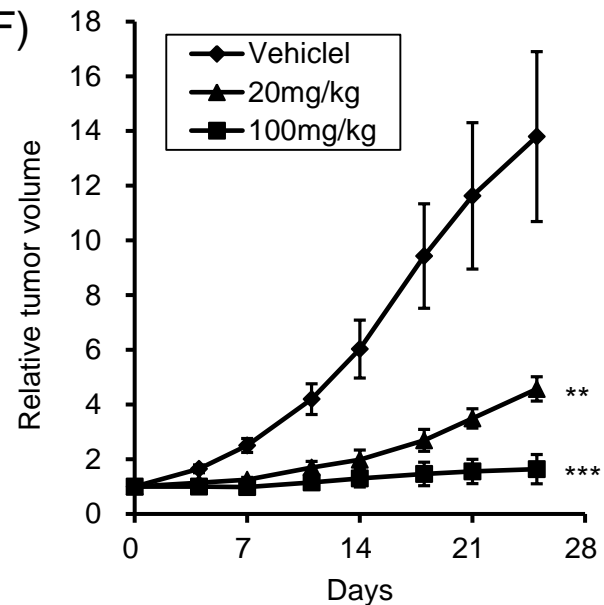 F)
18
16
14
12
10
8
6
4
2
0
Relative tumor volume
Vehiclel
20mg/kg
100mg/kg
**
***
0 7 14 21 28
Days